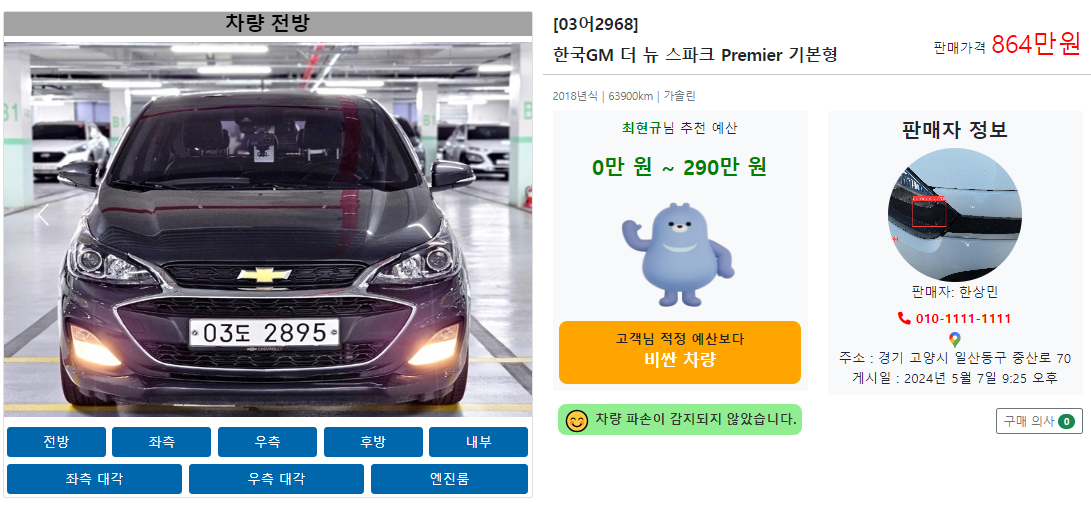 차량 전방
B1
03도 2895
CHEVROLET
전방
좌측
우측
후방
내부
좌측 대각
우측 대각
엔진룸
[03어2968]
한국GM 더 뉴 스파크 Premier 기본형
판매가격 864만원
2018년식 | 63900km | 가솔린
최현규님 추천 예산
0만 원 ~ 290만 원
고객님 적정 예산보다
비싼 차량
차량 파손이 감지되지 않았습니다.
판매자 정보
판매자: 한상민
010-1111-1111
주소 : 경기 고양시 일산동구 중산로 70
게시일 : 2024년 5월 7일 9:25 오후
구매 의사 0